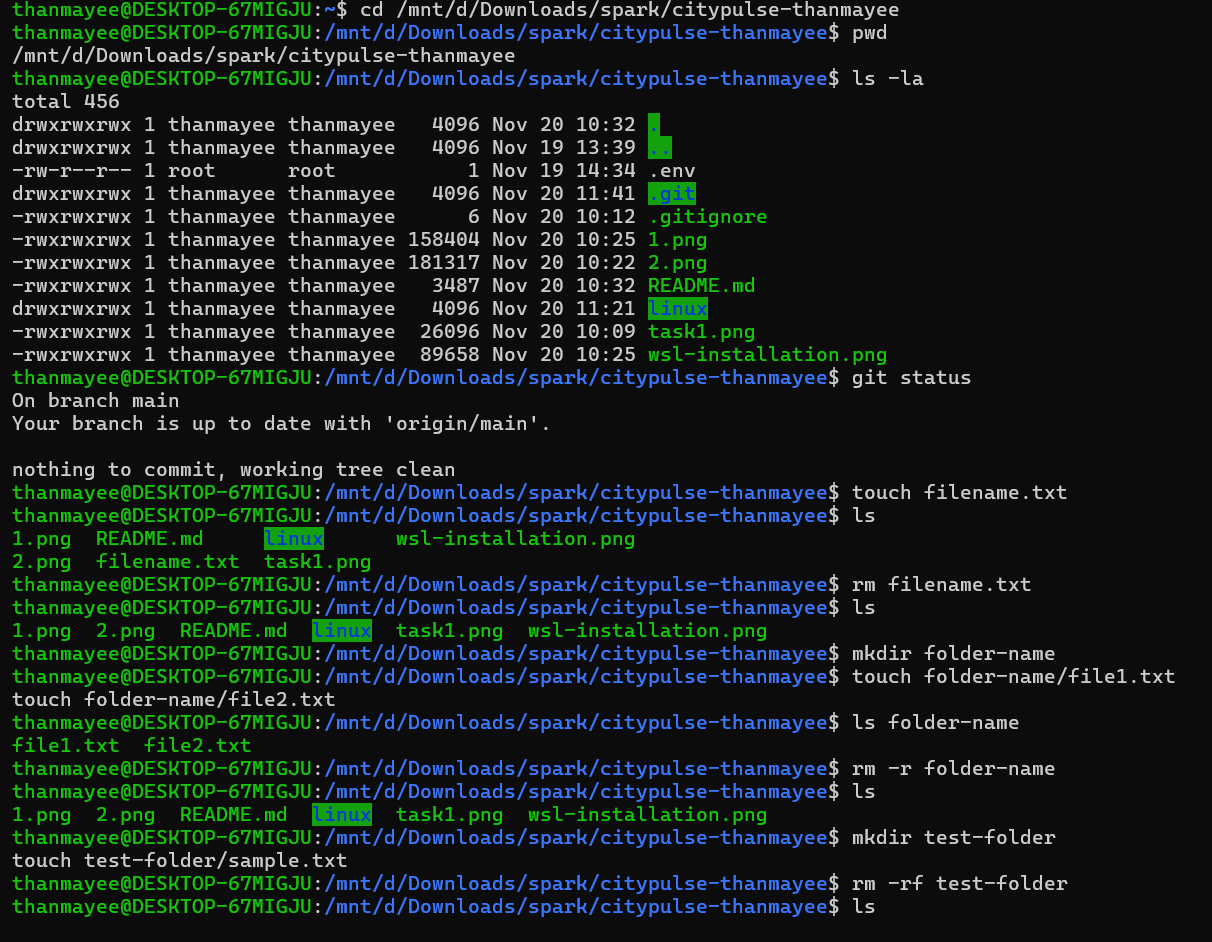 thanmayee@DESKTOP-67MIGJU:~$ cd /mnt/d/Downloads/spark/citypulse-thanmayee
thanmayee@DESKTOP-67MIGJU:/mnt/d/Downloads/spark/citypulse-thanmayee$ pwd
/mnt/d/Downloads/spark/citypulse-thanmayee
thanmayee@DESKTOP-67MIGJU:/mnt/d/Downloads/spark/citypulse-thanmayee$ ls -la
total 456
drwxrwxrwx 1 thanmayee thanmayee   4096 Nov 20 10:32 .
drwxrwxrwx 1 thanmayee thanmayee   4096 Nov 19 13:39 ..
-rw-r--r-- 1 root      root           1 Nov 19 14:34 .env
drwxrwxrwx 1 thanmayee thanmayee   4096 Nov 20 11:41 .git
-rwxrwxrwx 1 thanmayee thanmayee      6 Nov 20 10:12 .gitignore
-rwxrwxrwx 1 thanmayee thanmayee 158404 Nov 20 10:25 1.png
-rwxrwxrwx 1 thanmayee thanmayee 181317 Nov 20 10:22 2.png
-rwxrwxrwx 1 thanmayee thanmayee   3487 Nov 20 10:32 README.md
drwxrwxrwx 1 thanmayee thanmayee   4096 Nov 20 11:21 linux
-rwxrwxrwx 1 thanmayee thanmayee  26096 Nov 20 10:09 task1.png
-rwxrwxrwx 1 thanmayee thanmayee  89658 Nov 20 10:25 wsl-installation.png
thanmayee@DESKTOP-67MIGJU:/mnt/d/Downloads/spark/citypulse-thanmayee$ git status
On branch main
Your branch is up to date with 'origin/main'.

nothing to commit, working tree clean
thanmayee@DESKTOP-67MIGJU:/mnt/d/Downloads/spark/citypulse-thanmayee$ touch filename.txt
thanmayee@DESKTOP-67MIGJU:/mnt/d/Downloads/spark/citypulse-thanmayee$ ls
1.png  README.md     linux      wsl-installation.png
2.png  filename.txt  task1.png
thanmayee@DESKTOP-67MIGJU:/mnt/d/Downloads/spark/citypulse-thanmayee$ rm filename.txt
thanmayee@DESKTOP-67MIGJU:/mnt/d/Downloads/spark/citypulse-thanmayee$ ls
1.png  2.png  README.md  linux  task1.png  wsl-installation.png
thanmayee@DESKTOP-67MIGJU:/mnt/d/Downloads/spark/citypulse-thanmayee$ mkdir folder-name
thanmayee@DESKTOP-67MIGJU:/mnt/d/Downloads/spark/citypulse-thanmayee$ touch folder-name/file1.txt
touch folder-name/file2.txt
thanmayee@DESKTOP-67MIGJU:/mnt/d/Downloads/spark/citypulse-thanmayee$ ls folder-name
file1.txt  file2.txt
thanmayee@DESKTOP-67MIGJU:/mnt/d/Downloads/spark/citypulse-thanmayee$ rm -r folder-name
thanmayee@DESKTOP-67MIGJU:/mnt/d/Downloads/spark/citypulse-thanmayee$ ls
1.png  2.png  README.md  linux  task1.png  wsl-installation.png
thanmayee@DESKTOP-67MIGJU:/mnt/d/Downloads/spark/citypulse-thanmayee$ mkdir test-folder
touch test-folder/sample.txt
thanmayee@DESKTOP-67MIGJU:/mnt/d/Downloads/spark/citypulse-thanmayee$ rm -rf test-folder
thanmayee@DESKTOP-67MIGJU:/mnt/d/Downloads/spark/citypulse-thanmayee$ ls